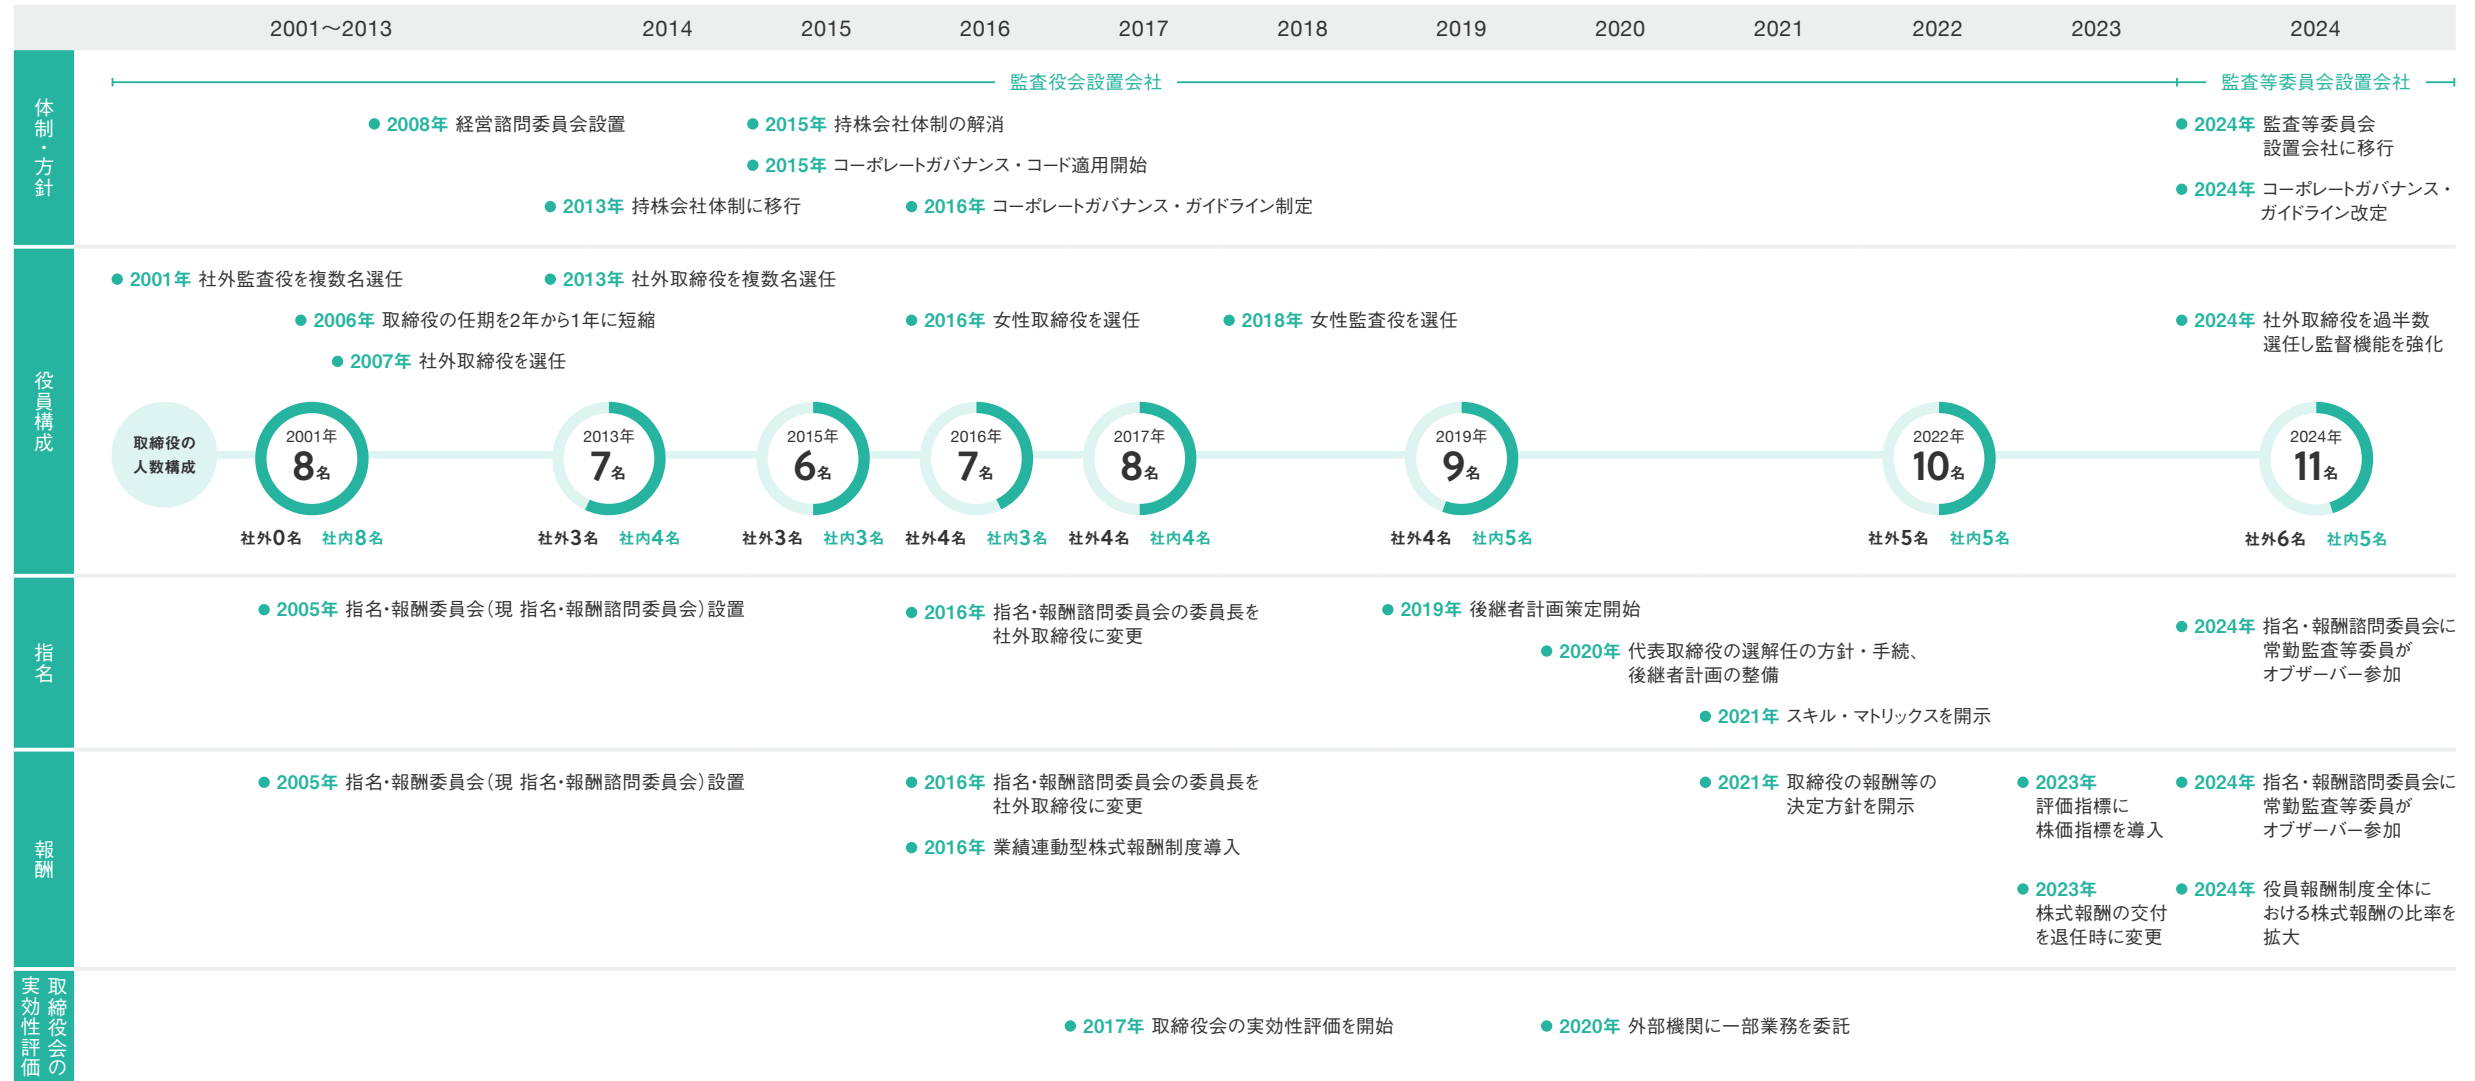 2001〜2013 2014 2015 2016 2017 2018 2019 2020 2021 2022 2023 2024
体制・方針
監査役会設置会社 監査等委員会設置会社
2008年 経営諮問委員会設置
2015年 持株会社体制の解消
2024年 監査等委員会
設置会社に移行
2015年 コーポレートガバナンス・コード適用開始
2013年 持株会社体制に移行
2016年 コーポレートガバナンス・ガイドライン制定
2024年 コーポレートガバナンス・
ガイドライン改定
役員構成
2001年 社外監査役を複数名選任
2013年 社外取締役を複数名選任
2006年 取締役の任期を2年から1年に短縮
2016年 女性取締役を選任
2018年 女性監査役を選任
2024年 社外取締役を過半数
選任し監督機能を強化
2007年 社外取締役を選任
取締役の
人数構成
2001年
8名
社外0名 社内8名
2013年
7名
社外3名 社内4名
2015年
6名
社外3名 社内3名
2016年
7名
社外4名 社内3名
2017年
8名
社外4名 社内4名
2019年
9名
社外4名 社内5名
2022年
10名
社外5名 社内5名
2024年
11名
社外6名 社内5名
指名
2005年 指名・報酬委員会（現 指名・報酬諮問委員会）設置
2016年 指名・報酬諮問委員会の委員長を
社外取締役に変更
2019年 後継者計画策定開始
2020年 代表取締役の選解任の方針・手続、
後継者計画の整備
2021年 スキル・マトリックスを開示
2024年 指名・報酬諮問委員会に
常勤監査等委員が
オブザーバー参加
報酬
2005年 指名・報酬委員会（現 指名・報酬諮問委員会）設置
2016年 指名・報酬諮問委員会の委員長を
社外取締役に変更
2016年 業績連動型株式報酬制度導入
2021年 取締役の報酬等の
決定方針を開示
2023年
評価指標に
株価指標を導入
2023年
株式報酬の交付
を退任時に変更
2024年 指名・報酬諮問委員会に
常勤監査等委員が
オブザーバー参加
2024年 役員報酬制度全体に
おける株式報酬の比率を
拡大
取締役会の
実効性評価
2017年 取締役会の実効性評価を開始
2020年 外部機関に一部業務を委託